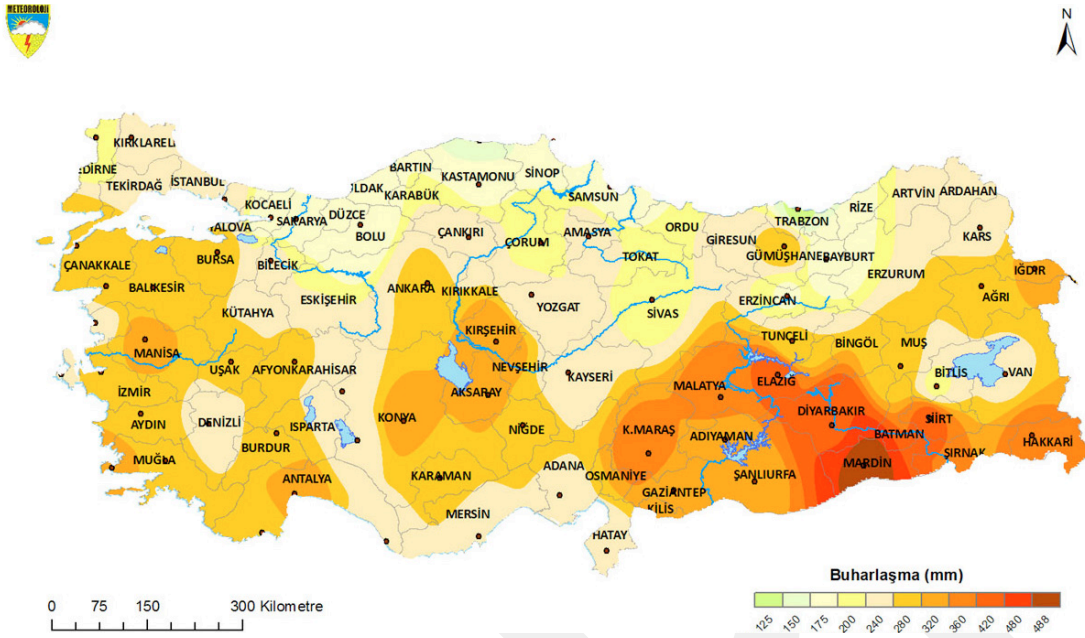 METEOROLOJİ
N
KIRKLARELİ
EDİRNE
TEKİRDAĞ
İSTANBUL
KOCAELİ
ALOVA
SAKARYA
DÜZCE
BOLU
ULDAK
BARTIN
KARABÜK
KASTAMONU
SİNOP
SAMSUN
ÇANKIRI
ÇORUM
AMASYA
TOKAT
ORDU
GİRESUN
TRABZON
RİZE
ARTVİN
ARDAHAN
KARS
GÜMÜŞHANE
BAYBURT
ERZURUM
IĞDIR
AĞRI
ÇANAKKALE
BURSA
BİLECİK
BALIKESİR
KÜTAHYA
ESKİŞEHİR
ANKARA
KIRIKKALE
YOZGAT
SİVAS
ERZİNCAN
TUNÇELİ
BİNGÖL
MUŞ
BİTLİS
VAN
MANİSA
UŞAK
AFYONKARAHİSAR
KIRŞEHİR
NEVŞEHİR
KAYSERİ
MALATYA
ELAZIĞ
DİYARBAKIR
BATMAN
SİİRT
ŞIRNAK
HAKKARİ
İZMİR
AYDIN
DENİZLİ
BURDUR
ISPARTA
KONYA
AKSARAY
NİĞDE
K.MARAŞ
ADIYAMAN
MARDİN
MUĞLA
ANTALYA
KARAMAN
MERSİN
ADANA
OSMANİYE
GAZİANTEP
KİLİS
ŞANLIURFA
HATAY
Buharlaşma (mm)
125 150 175 200 240 280 320 360 420 480 488
0 75 150 300 Kilometre